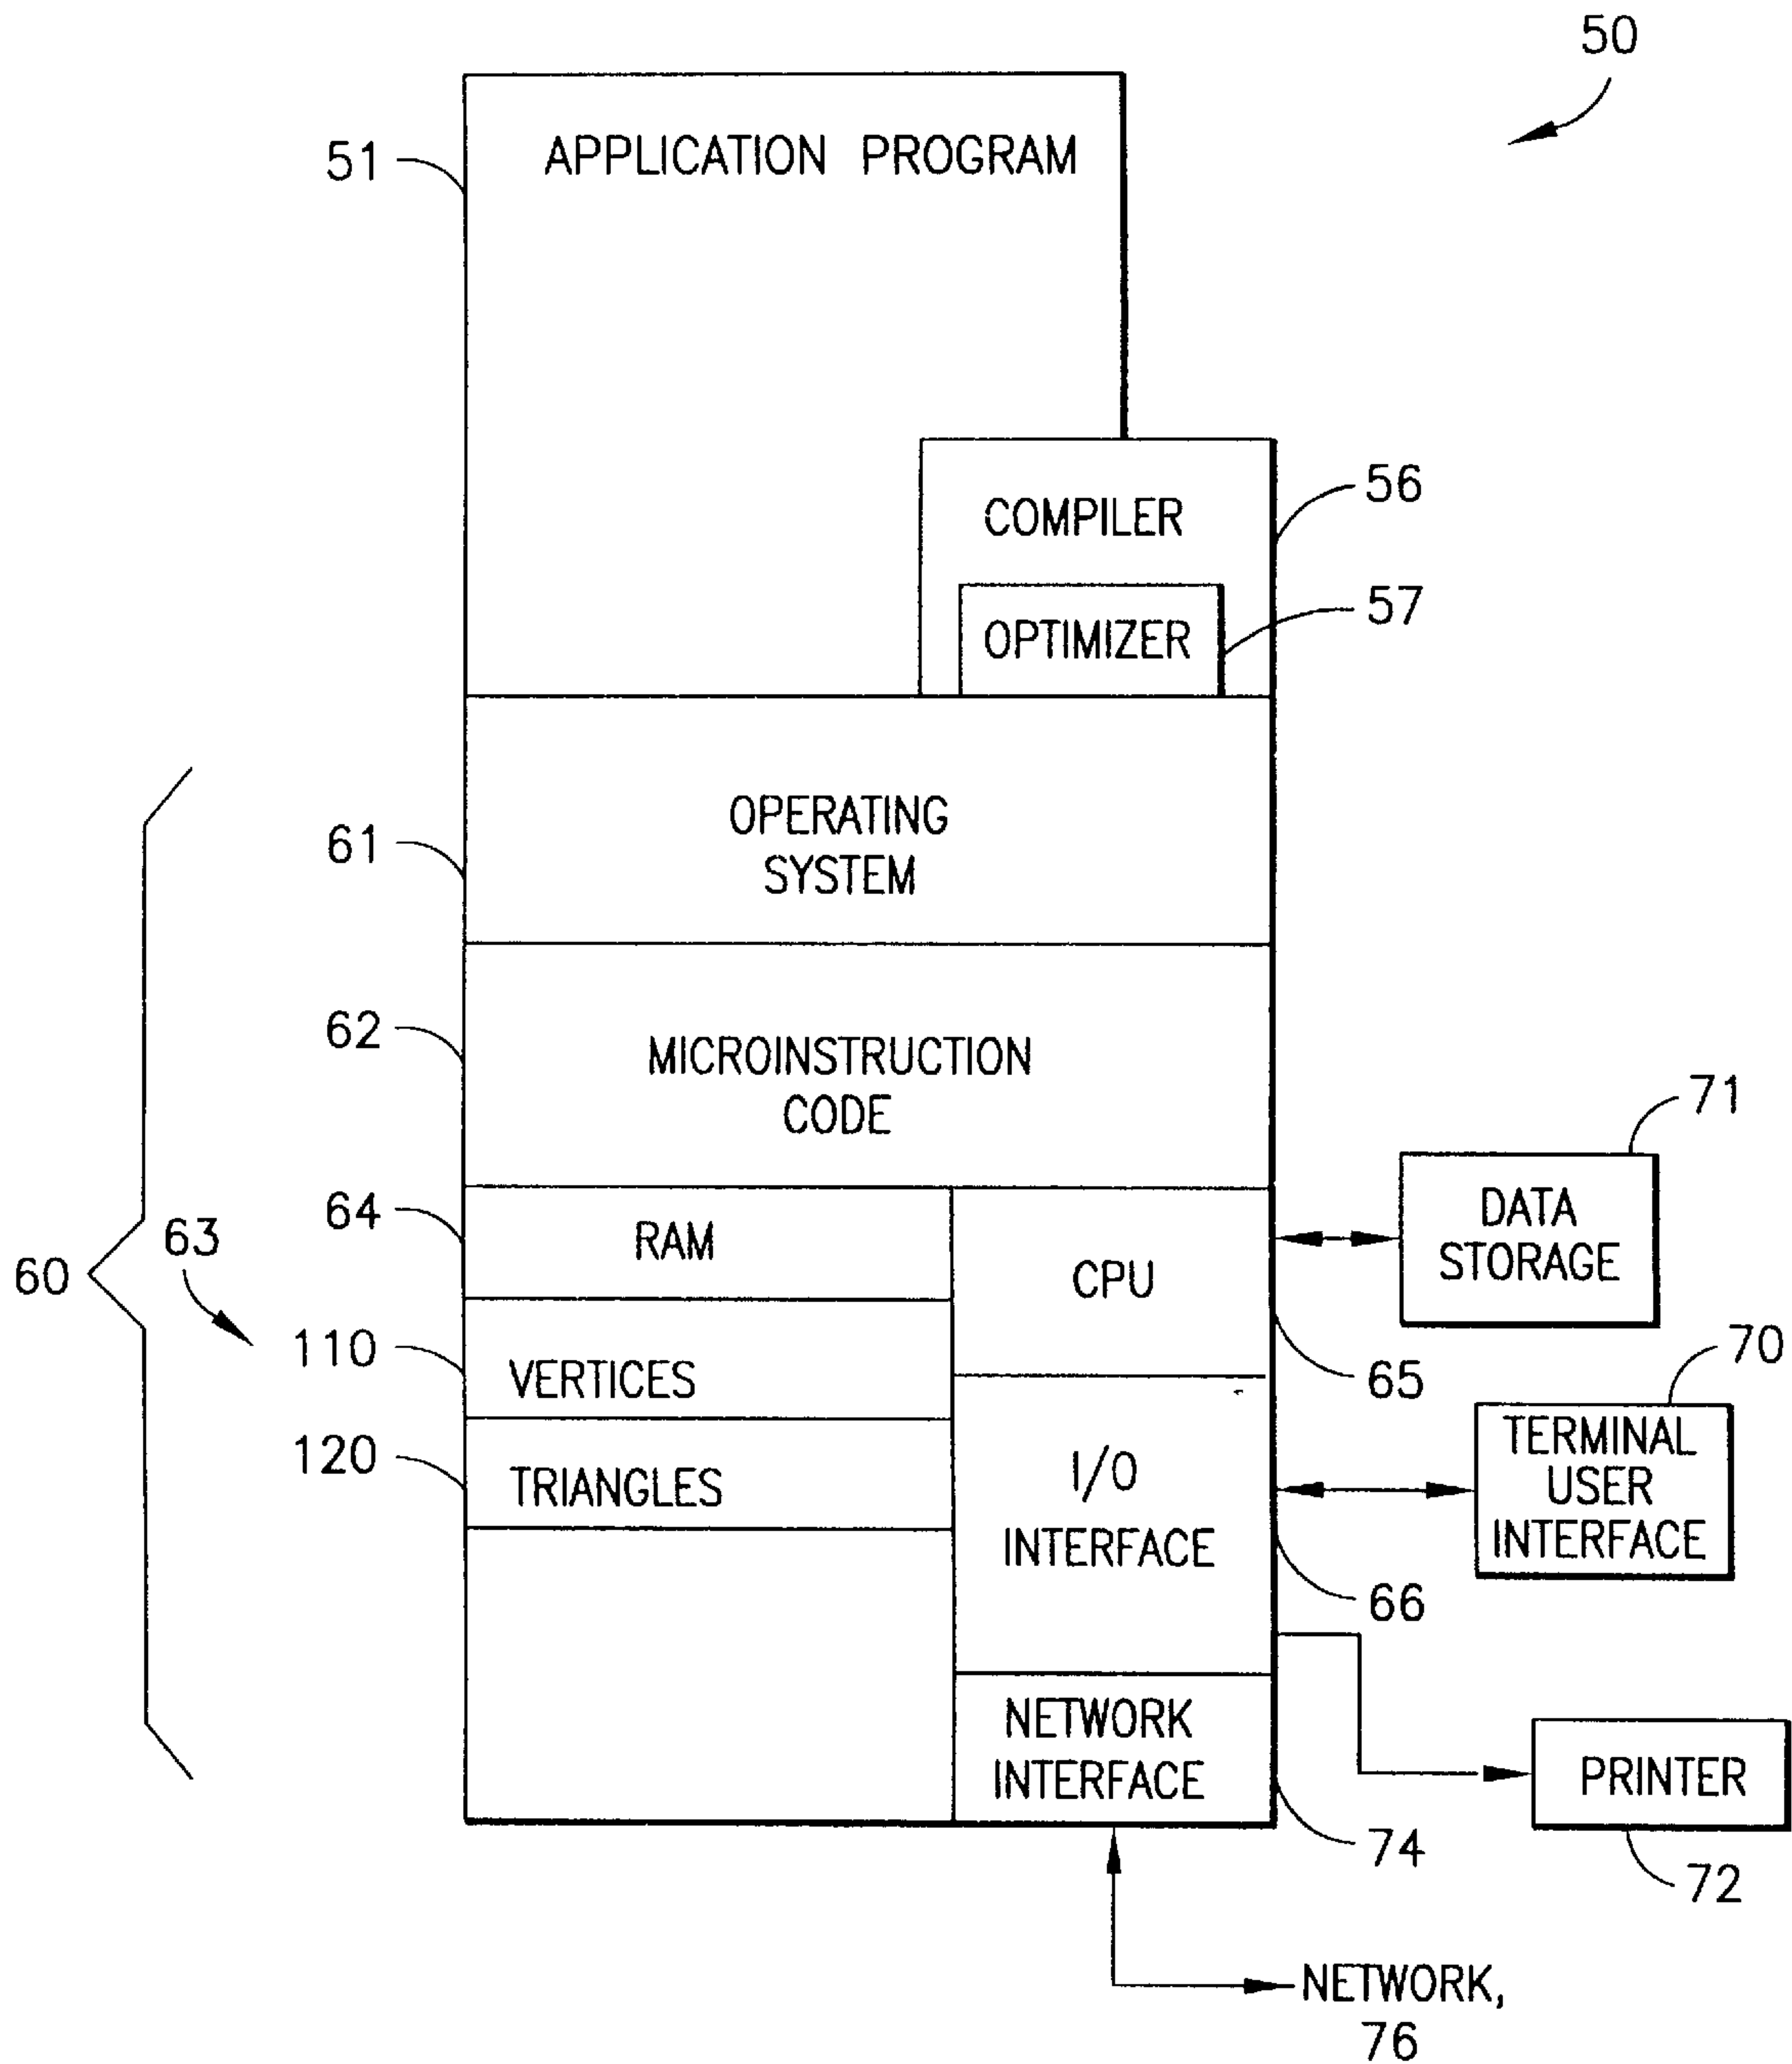 50
51
APPLICATION PROGRAM
56
COMPILER
57
OPTIMIZER
61
OPERATING
SYSTEM
62
MICROINSTRUCTION
CODE
71
DATA
STORAGE
64
RAM
CPU
60
63
65
110
VERTICES
70
TERMINAL
USER
INTERFACE
120
TRIANGLES
I/O
INTERFACE
66
NETWORK
INTERFACE
74
PRINTER
72
NETWORK,
76